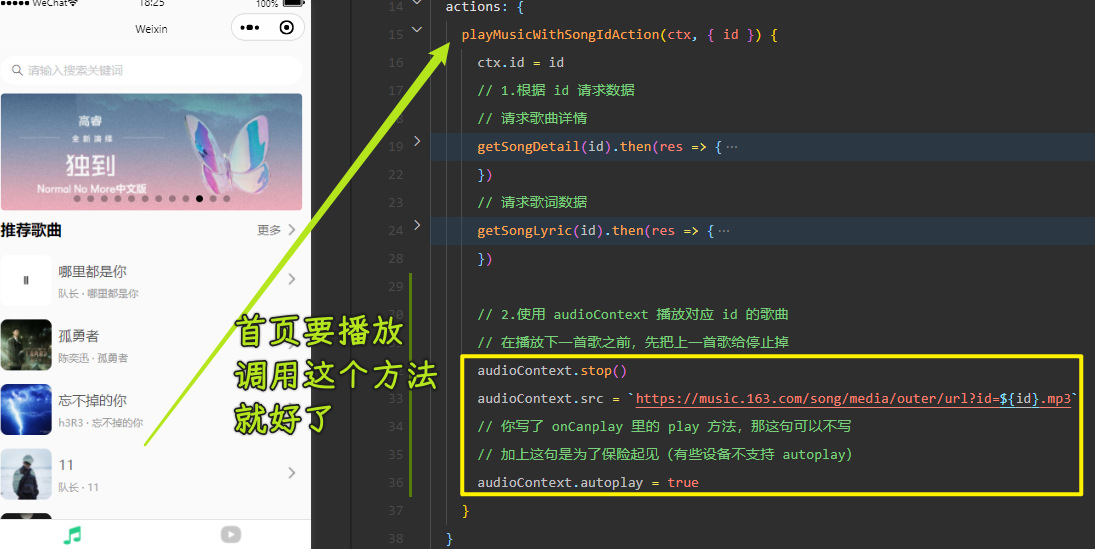 WeChat
18:25
100%
Weixin
请输入搜索关键词
高睿
全新演绎
独到
Normal No More中文版
推荐歌曲
更多
哪里都是你
队长 · 哪里都是你
孤勇者
陈奕迅 · 孤勇者
忘不掉的你
h3R3 · 忘不掉的你
11
队长 · 11
首页要播放
调用这个方法
就好了
14 actions: {
15 playMusicWithSongIdAction(ctx, { id }) {
16 ctx.id = id
17 // 1.根据 id 请求数据
18 // 请求歌曲详情
19 getSongDetail(id).then(res => { ···
22 })
23 // 请求歌词数据
24 getSongLyric(id).then(res => { ···
28 })
29
30 // 2.使用 audioContext 播放对应 id 的歌曲
31 // 在播放下一首歌之前，先把上一首歌给停止掉
32 audioContext.stop()
33 audioContext.src = `https://music.163.com/song/media/outer/url?id=${id}.mp3`
34 // 你写了 onCanplay 里的 play 方法，那这句可以不写
35 // 加上这句是为了保险起见（有些设备不支持 autoplay）
36 audioContext.autoplay = true
37 }
38 }